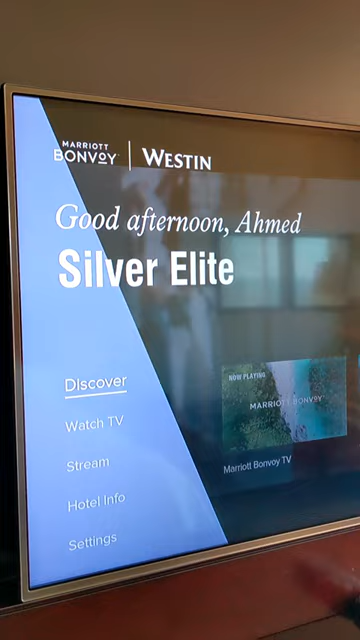 MARRIOTT
BONVOY
WESTIN
Good afternoon, Ahmed
Silver Elite
Discover
Watch TV
Stream
Hotel Info
Settings
NOW PLAYING
MARRIOTT BONVOY
Marriott Bonvoy TV